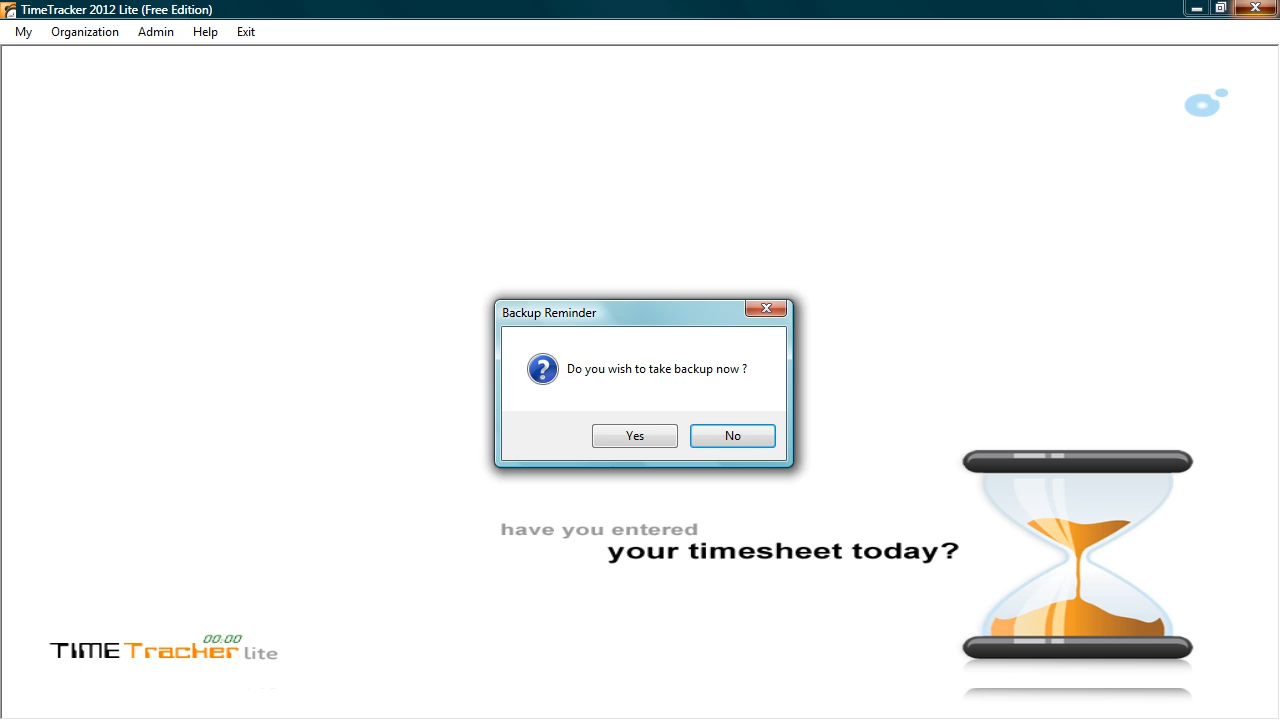 TimeTracker 2012 Lite (Free Edition)
My Organization Admin Help Exit
Backup Reminder
Do you wish to take backup now ?
Yes No
have you entered
your timesheet today?
00:00
TIME Tracker lite